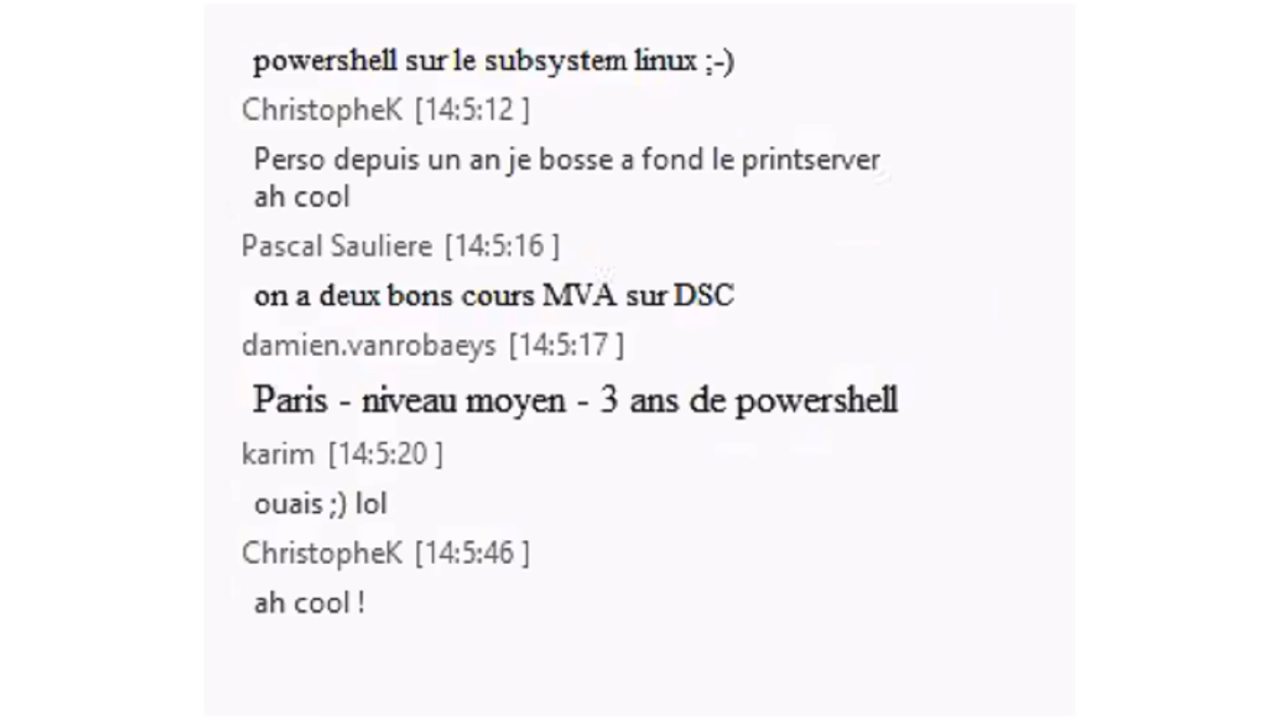 powershell sur le subsystem linux ;-)
ChristopheK [14:5:12 ]
Perso depuis un an je bosse a fond le printserver
ah cool
Pascal Sauliere [14:5:16 ]
on a deux bons cours MVA sur DSC
damien.vanrobaeys [14:5:17 ]
Paris - niveau moyen - 3 ans de powershell
karim [14:5:20 ]
ouais ;) lol
ChristopheK [14:5:46 ]
ah cool !